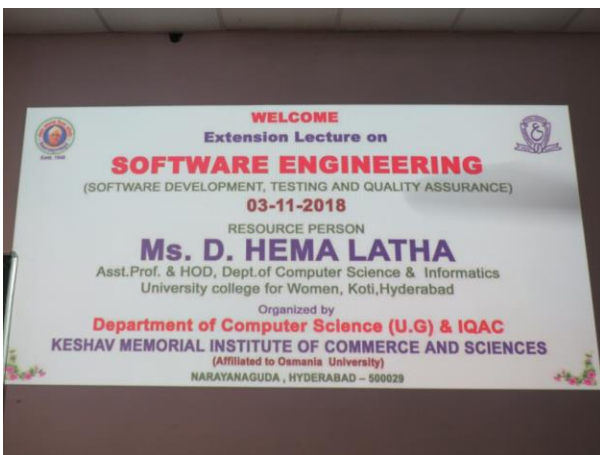 WELCOME
Extension Lecture on
SOFTWARE ENGINEERING
(SOFTWARE DEVELOPMENT, TESTING AND QUALITY ASSURANCE)
03-11-2018
RESOURCE PERSON
Ms. D. HEMA LATHA
Asst.Prof. & HOD, Dept.of Computer Science & Informatics
University college for Women, Koti,Hyderabad
Organized by
Department of Computer Science (U.G) & IQAC
KESHAV MEMORIAL INSTITUTE OF COMMERCE AND SCIENCES
(Affiliated to Osmania University)
NARAYANAGUDA , HYDERABAD – 500029